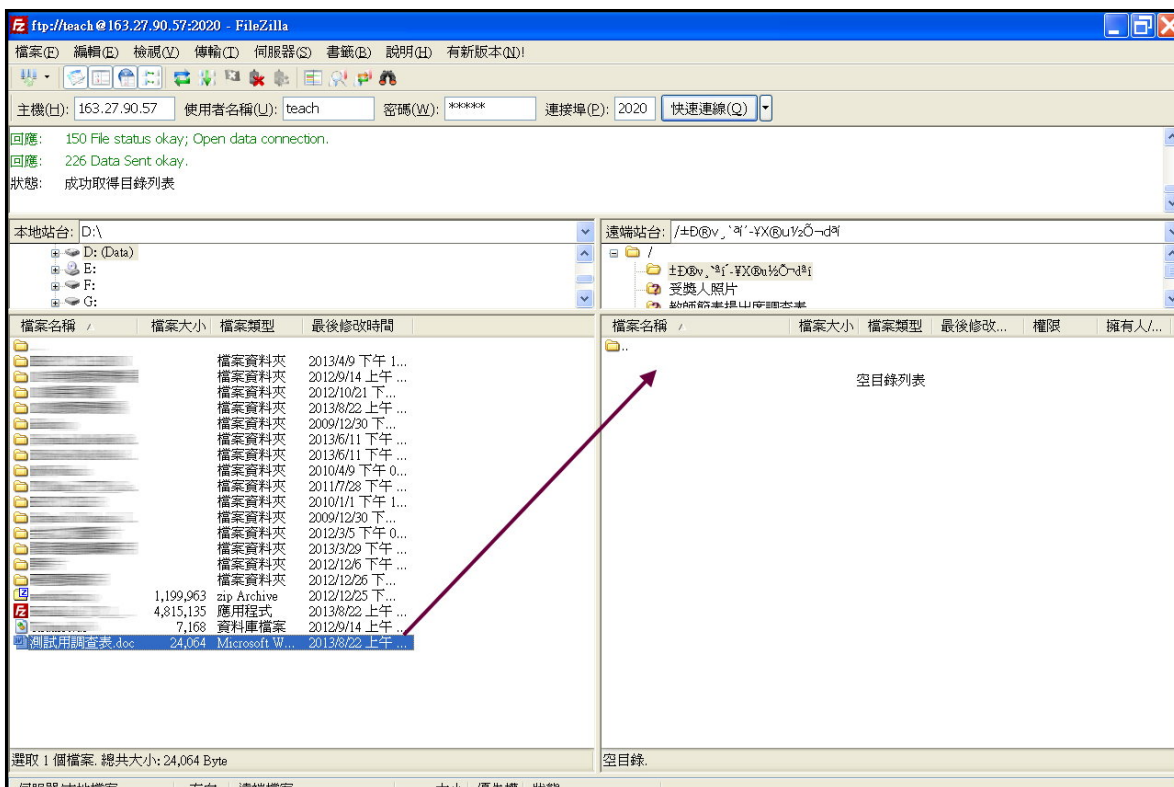 ftp://teach@163.27.90.57:2020 - FileZilla
檔案(F) 編輯(E) 檢視(V) 傳輸(T) 伺服器(S) 書籤(B) 說明(H) 有新版本(N)!
主機(H): 163.27.90.57 使用者名稱(U): teach 密碼(W): ***** 連接埠(P): 2020 快速連線(Q)
回應: 150 File status okay; Open data connection.
回應: 226 Data Sent okay.
狀態: 成功取得目錄列表
本地站台: D:\
D: (Data)
E:
F:
G:
遠端站台: /±Ð®v¸`ªí´-¥X®u½Õ¬dªí
/
±Ð®v¸`ªí´-¥X®u½Õ¬dªí
受獎人照片
教師節表揚出席調查表
檔案名稱 檔案大小 檔案類型 最後修改時間
檔案資料夾 2013/4/9 下午 1...
檔案資料夾 2012/9/14 上午 ...
檔案資料夾 2012/10/21 下...
檔案資料夾 2013/8/22 上午 ...
檔案資料夾 2009/12/30 下...
檔案資料夾 2013/6/11 下午 ...
檔案資料夾 2013/6/11 下午 ...
檔案資料夾 2010/4/9 下午 0...
檔案資料夾 2011/7/28 下午 ...
檔案資料夾 2010/1/1 下午 1...
檔案資料夾 2009/12/30 下...
檔案資料夾 2012/3/5 下午 0...
檔案資料夾 2013/3/29 下午 ...
檔案資料夾 2012/12/6 下午 ...
檔案資料夾 2012/12/26 下...
1,199,963 zip Archive 2012/12/25 下...
4,815,135 應用程式 2013/8/22 上午 ...
7,168 資料庫檔案 2012/9/14 上午 ...
測試用調查表.doc 24,064 Microsoft W... 2013/8/22 上午 ...
選取 1 個檔案. 總共大小: 24,064 Byte
檔案名稱 檔案大小 檔案類型 最後修改... 權限 擁有人/...
..
空目錄列表
空目錄.